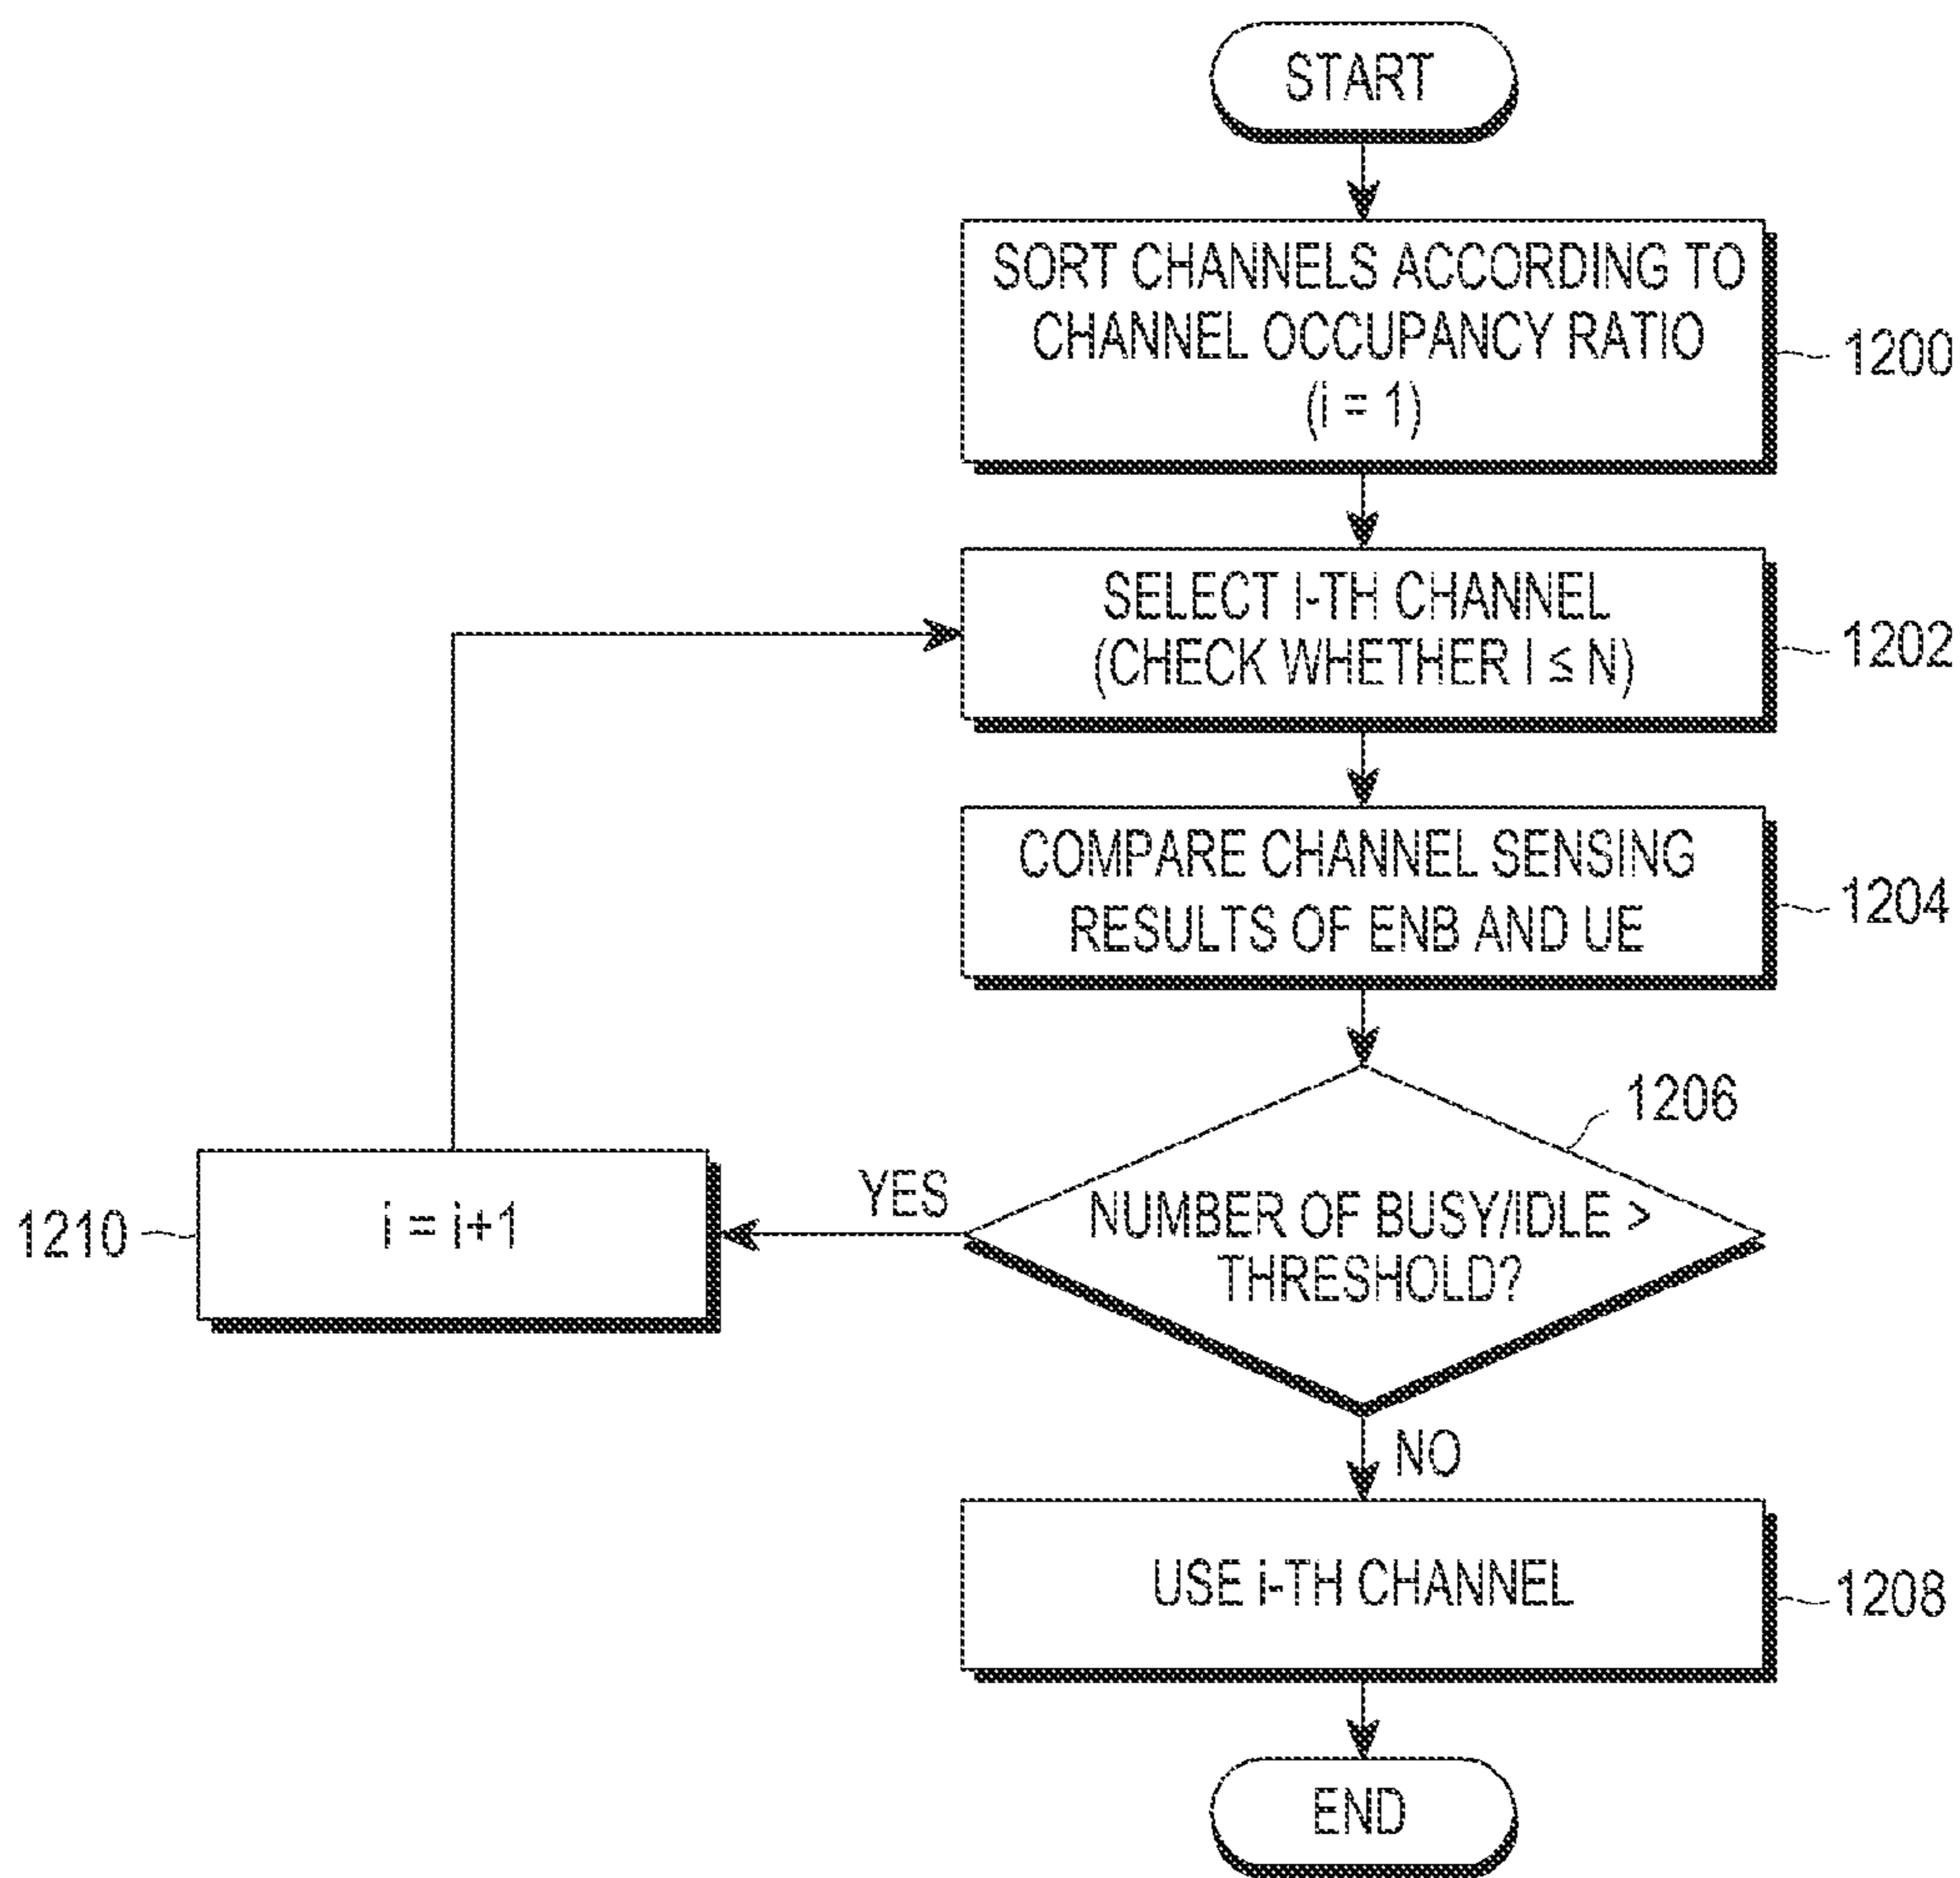 START
SORT CHANNELS ACCORDING TO
CHANNEL OCCUPANCY RATIO
(i = 1)
1200
SELECT I-TH CHANNEL
(CHECK WHETHER I ≤ N)
1202
COMPARE CHANNEL SENSING
RESULTS OF ENB AND UE
1204
1206
NUMBER OF BUSY/IDLE >
THRESHOLD?
YES
i = i+1
1210
NO
USE i-TH CHANNEL
1208
END